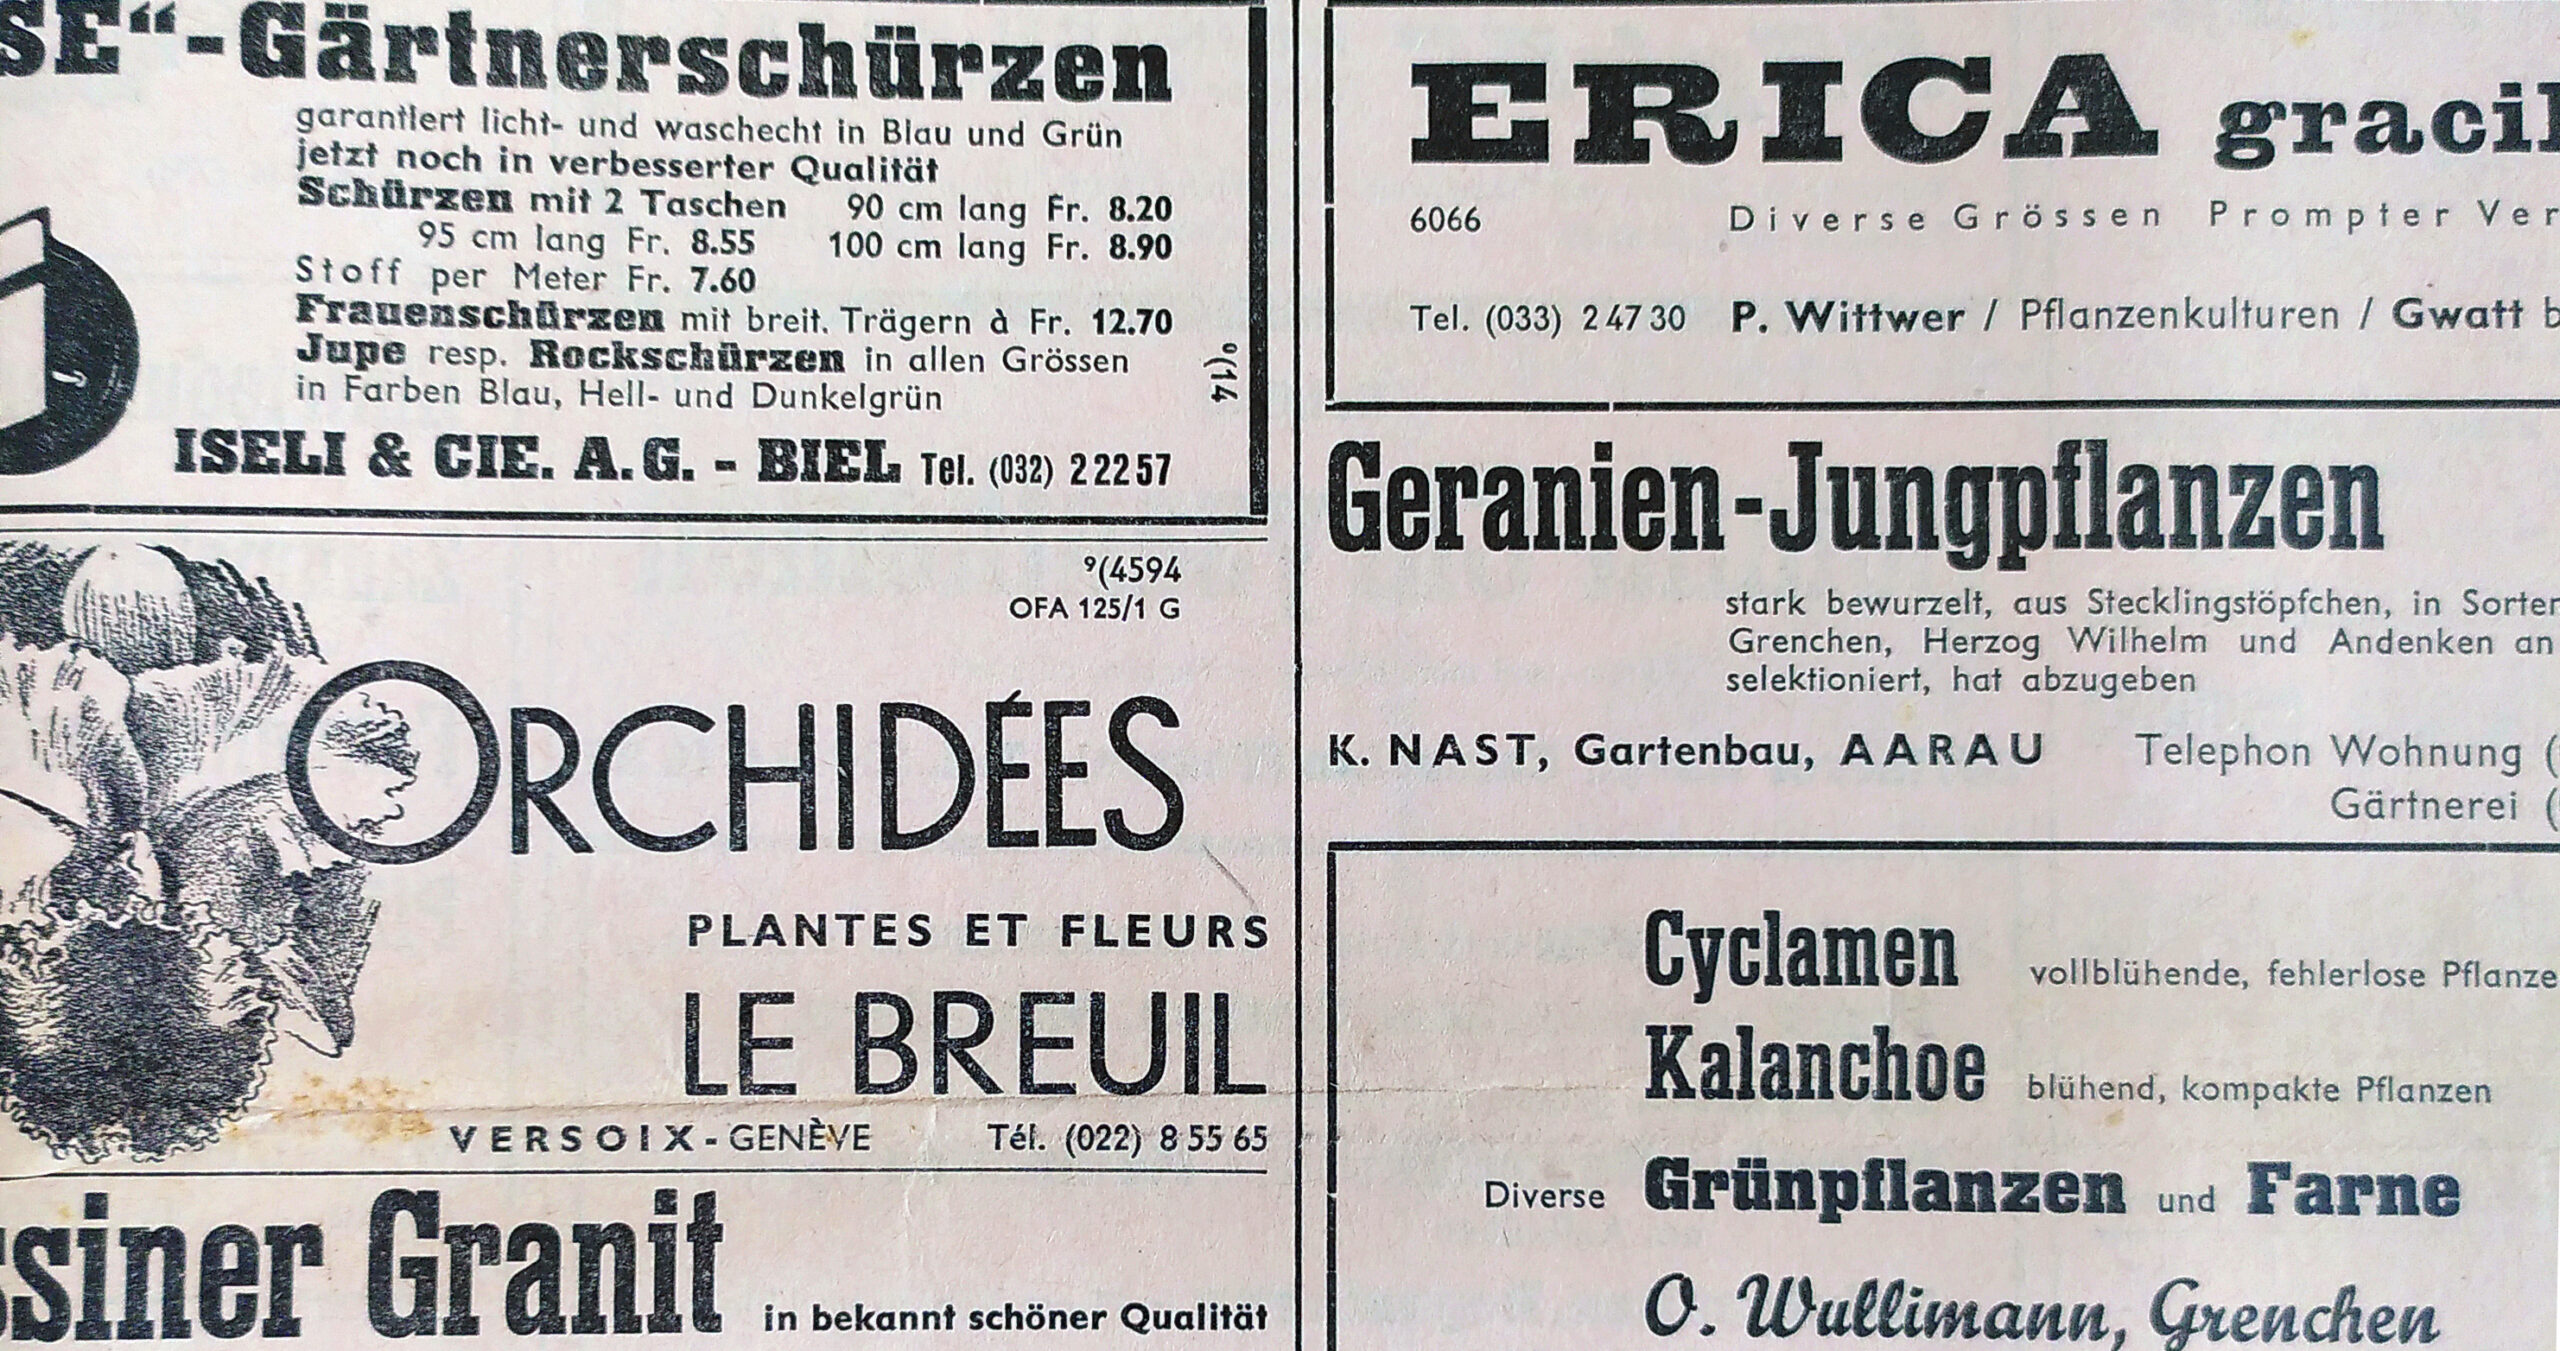 SE“-Gärtnerschürzen
garantiert licht- und waschecht in Blau und Grün
jetzt noch in verbesserter Qualität
Schürzen mit 2 Taschen 90 cm lang Fr. 8.20
95 cm lang Fr. 8.55 100 cm lang Fr. 8.90
Stoff per Meter Fr. 7.60
Frauenschürzen mit breit. Trägern à Fr. 12.70
Jupe resp. Rockschürzen in allen Grössen
in Farben Blau, Hell- und Dunkelgrün
⁰(14
ISELI & CIE. A.G. - BIEL Tel. (032) 2 22 57
⁹(4594
OFA 125/1 G
ORCHIDÉES
PLANTES ET FLEURS
LE BREUIL
VERSOIX-GENÈVE Tél. (022) 8 55 65
ssiner Granit in bekannt schöner Qualität
ERICA gracil
6066 Diverse Grössen Prompter Ver
Tel. (033) 2 47 30 P. Wittwer / Pflanzenkulturen / Gwatt b
Geranien-Jungpflanzen
stark bewurzelt, aus Stecklingstöpfchen, in Sorten
Grenchen, Herzog Wilhelm und Andenken an
selektioniert, hat abzugeben
K. NAST, Gartenbau, AARAU Telephon Wohnung (
Gärtnerei (
Cyclamen vollblühende, fehlerlose Pflanze
Kalanchoe blühend, kompakte Pflanzen
Diverse Grünpflanzen und Farne
O. Wullimann, Grenchen